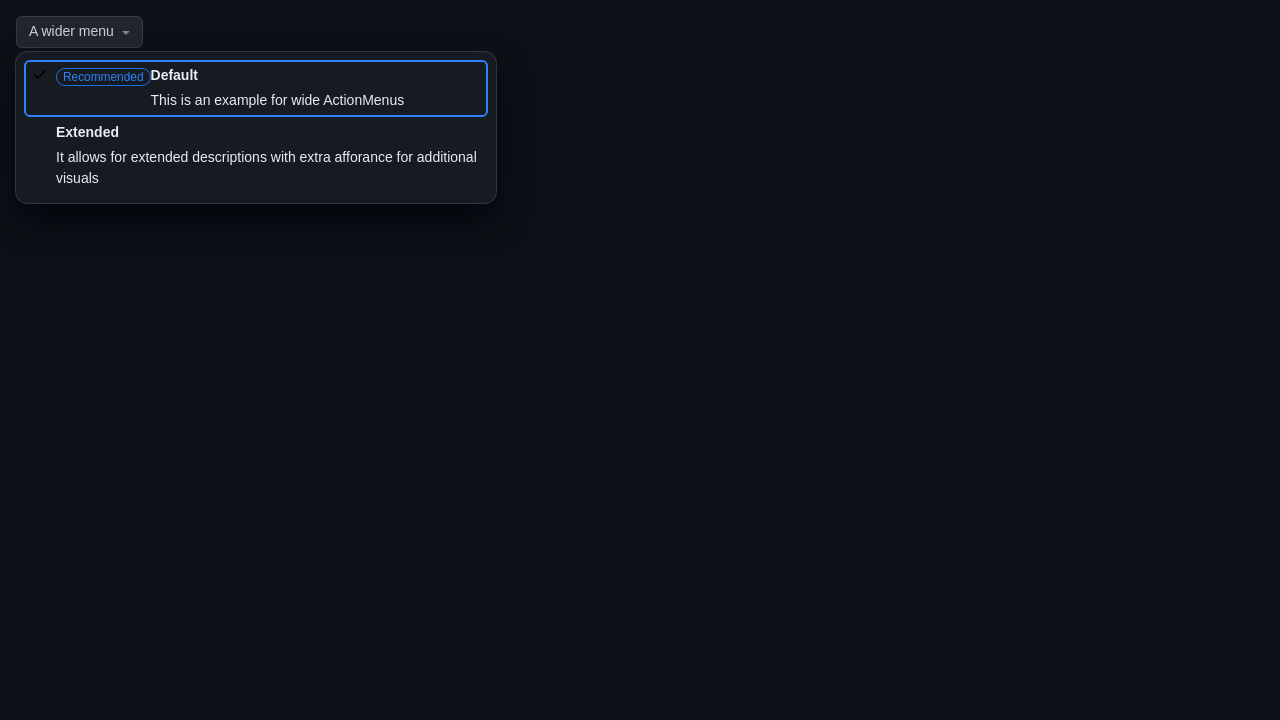 A wider menu
Recommended Default
This is an example for wide ActionMenus
Extended
It allows for extended descriptions with extra afforance for additional
visuals